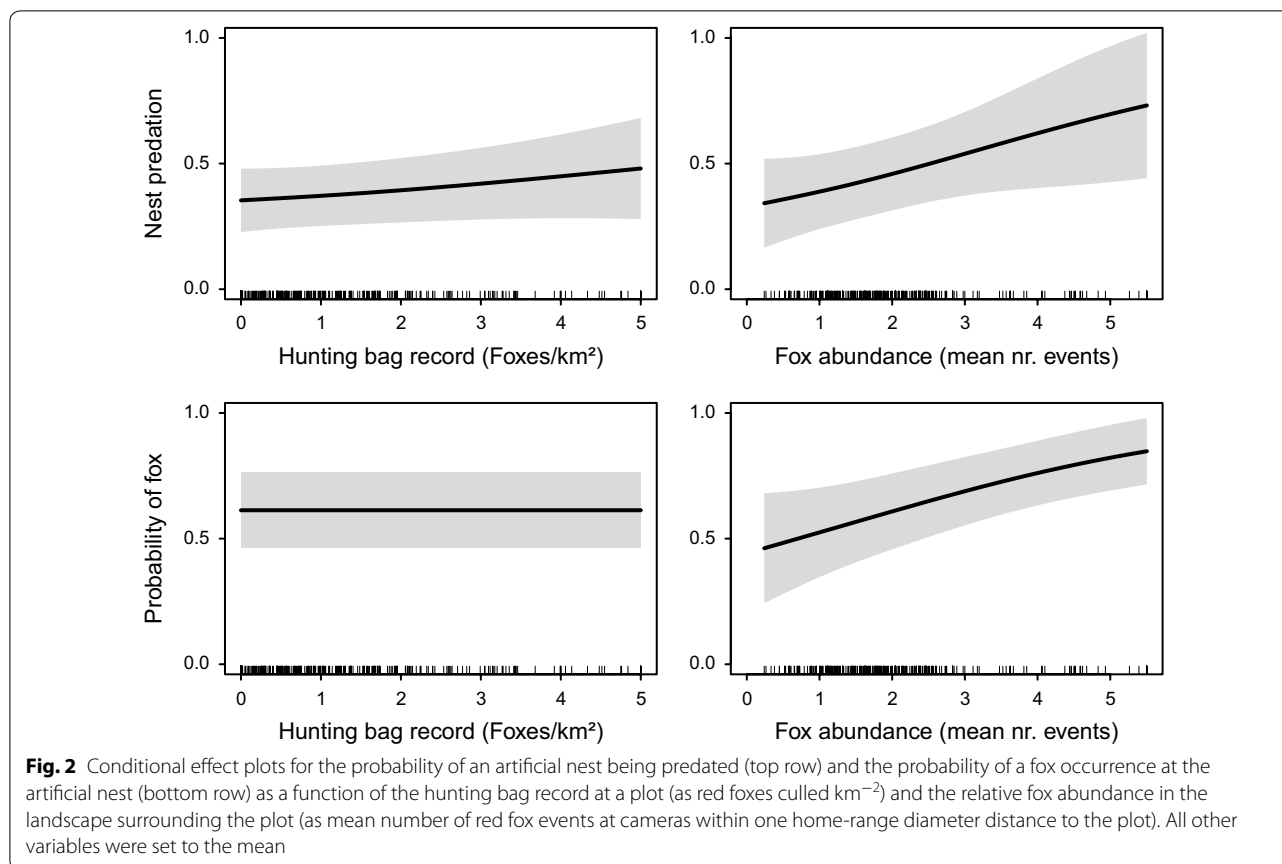 1.0
0.5
0.0
Nest predation
0 1 2 3 4 5
Hunting bag record (Foxes/km²)
1.0
0.5
0.0
0 1 2 3 4 5
Fox abundance (mean nr. events)
1.0
0.5
0.0
Probability of fox
0 1 2 3 4 5
Hunting bag record (Foxes/km²)
1.0
0.5
0.0
0 1 2 3 4 5
Fox abundance (mean nr. events)
Fig. 2 Conditional effect plots for the probability of an artificial nest being predated (top row) and the probability of a fox occurrence at the
artificial nest (bottom row) as a function of the hunting bag record at a plot (as red foxes culled km⁻²) and the relative fox abundance in the
landscape surrounding the plot (as mean number of red fox events at cameras within one home-range diameter distance to the plot). All other
variables were set to the mean